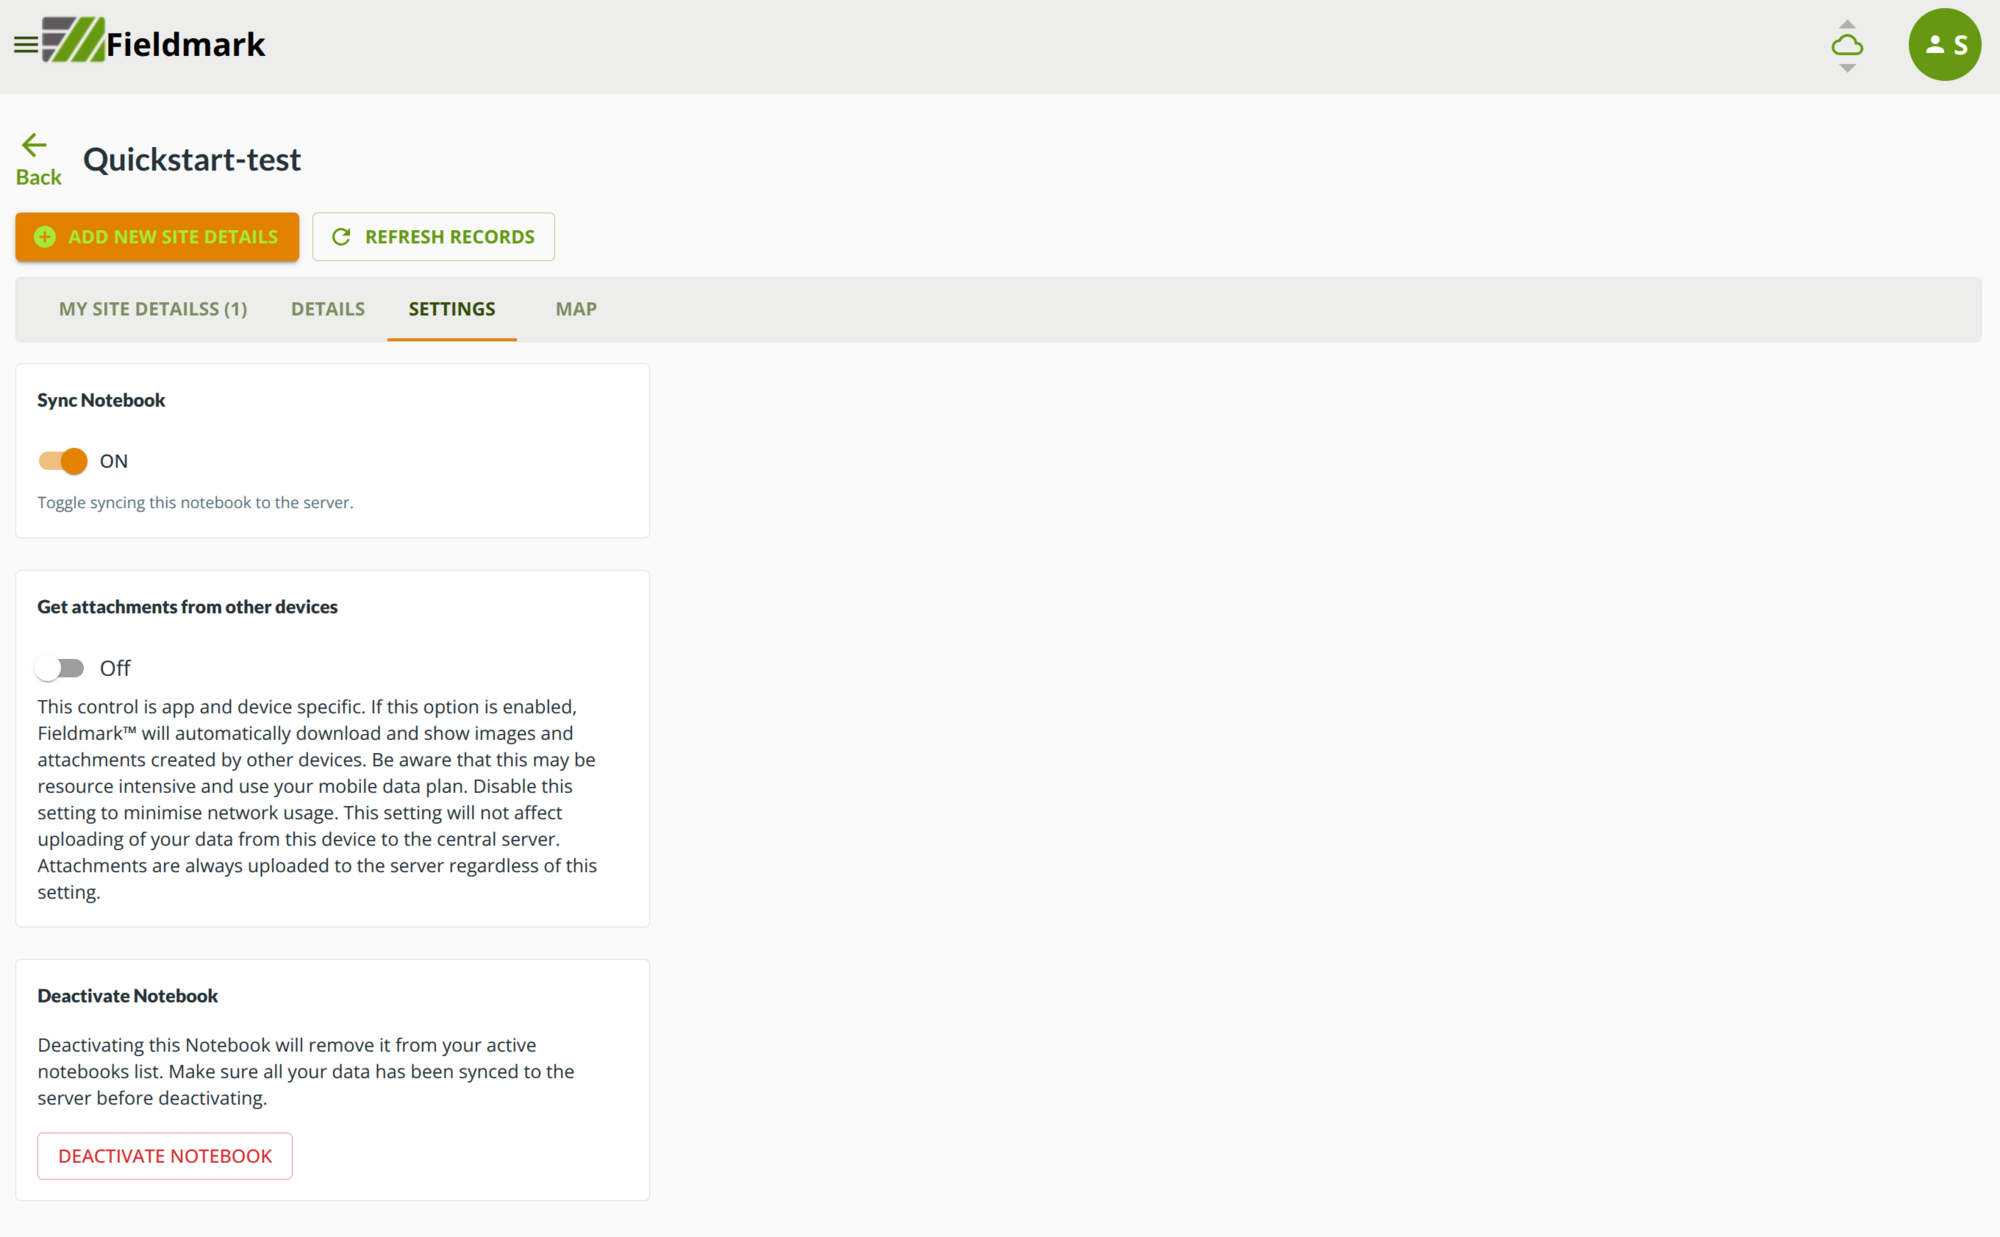 Fieldmark
S
Back
Quickstart-test
ADD NEW SITE DETAILS
REFRESH RECORDS
MY SITE DETAILSS (1)
DETAILS
SETTINGS
MAP
Sync Notebook
ON
Toggle syncing this notebook to the server.
Get attachments from other devices
Off
This control is app and device specific. If this option is enabled,
Fieldmark™ will automatically download and show images and
attachments created by other devices. Be aware that this may be
resource intensive and use your mobile data plan. Disable this
setting to minimise network usage. This setting will not affect
uploading of your data from this device to the central server.
Attachments are always uploaded to the server regardless of this
setting.
Deactivate Notebook
Deactivating this Notebook will remove it from your active
notebooks list. Make sure all your data has been synced to the
server before deactivating.
DEACTIVATE NOTEBOOK